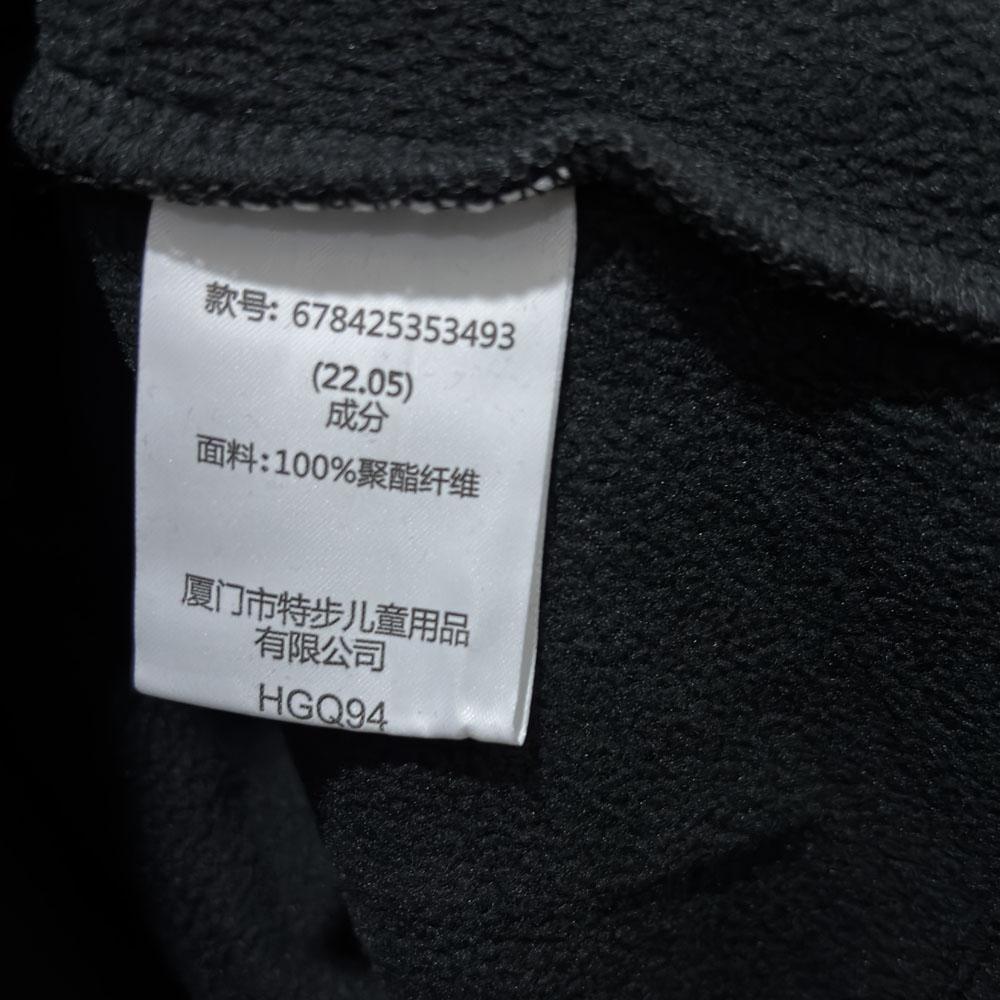 款号: 678425353493
(22.05)
成分
面料:100%聚酯纤维
厦门市特步儿童用品
有限公司
HGQ94